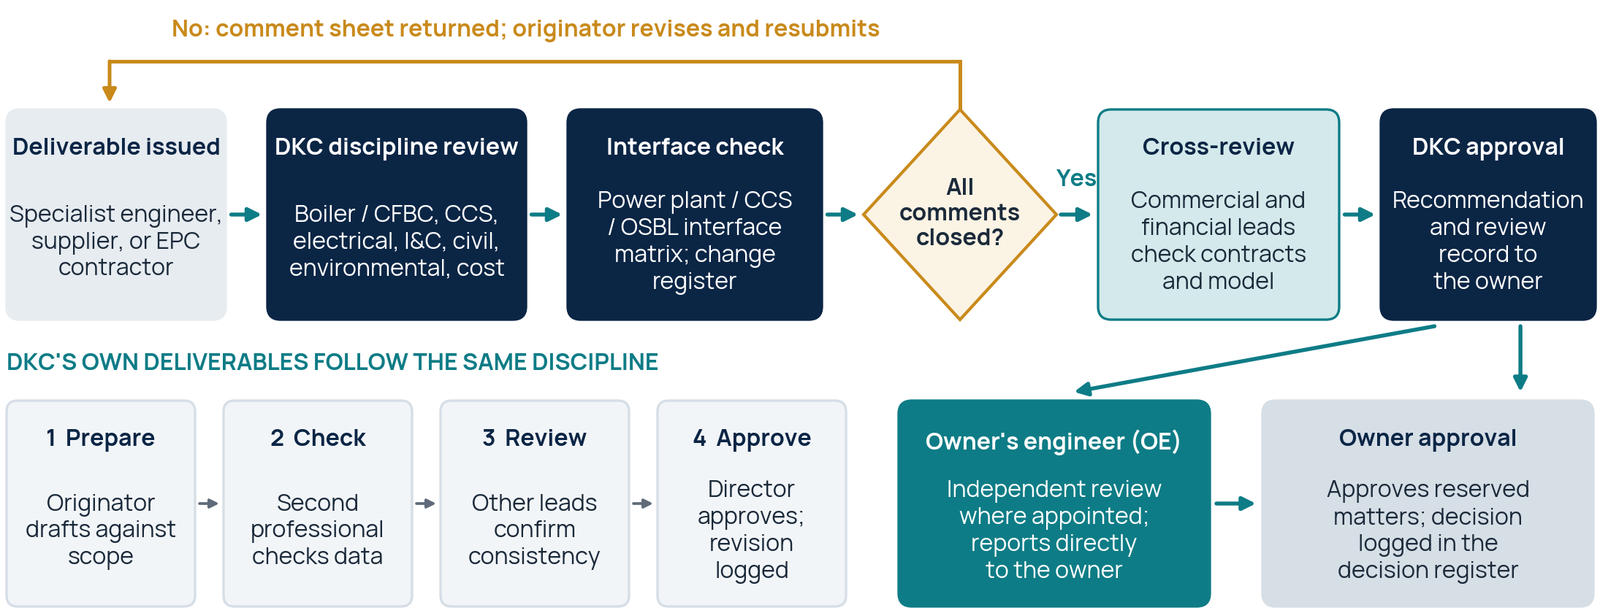 No: comment sheet returned; originator revises and resubmits
Deliverable issued
Specialist engineer,
supplier, or EPC
contractor
DKC discipline review
Boiler / CFBC, CCS,
electrical, I&C, civil,
environmental, cost
Interface check
Power plant / CCS
/ OSBL interface
matrix; change
register
All
comments
closed?
Yes
Cross-review
Commercial and
financial leads
check contracts
and model
DKC approval
Recommendation
and review
record to
the owner
DKC'S OWN DELIVERABLES FOLLOW THE SAME DISCIPLINE
1 Prepare
Originator
drafts against
scope
2 Check
Second
professional
checks data
3 Review
Other leads
confirm
consistency
4 Approve
Director
approves;
revision
logged
Owner's engineer (OE)
Independent review
where appointed;
reports directly
to the owner
Owner approval
Approves reserved
matters; decision
logged in the
decision register